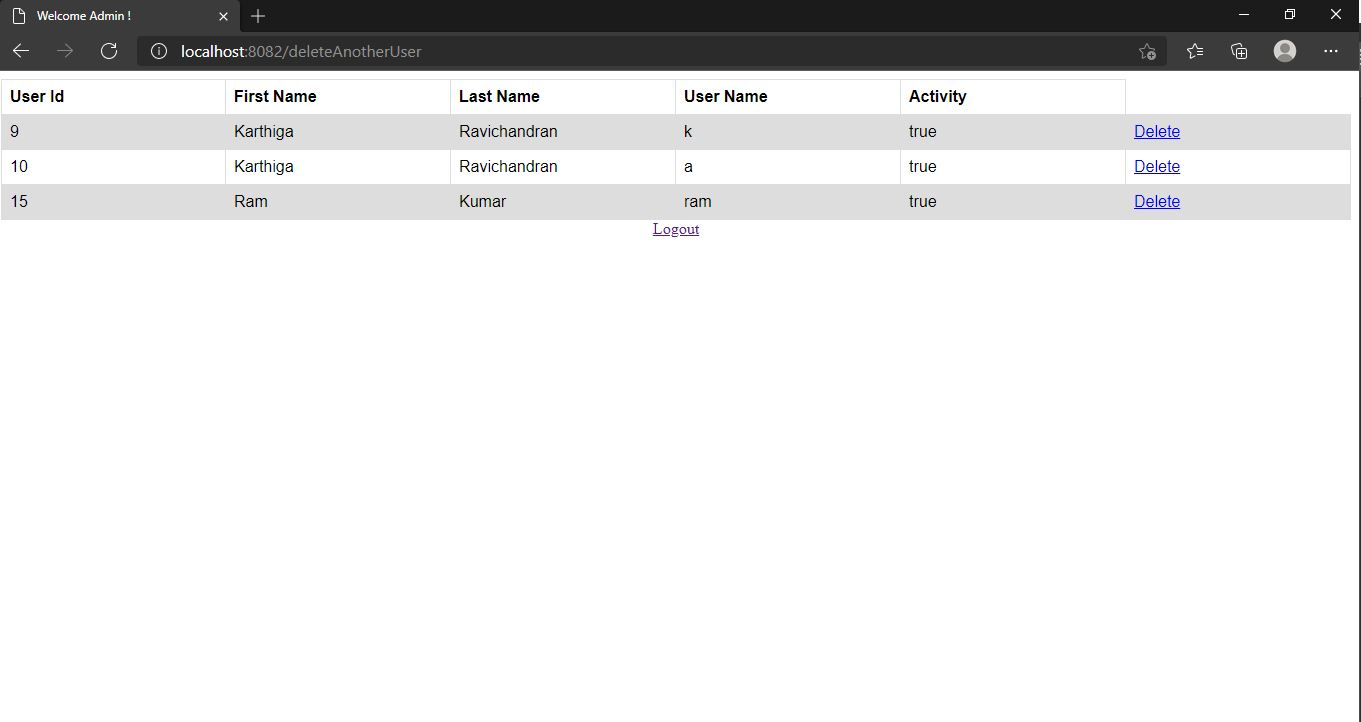 Welcome Admin !
localhost:8082/deleteAnotherUser
User Id First Name Last Name User Name Activity
9 Karthiga Ravichandran k true Delete
10 Karthiga Ravichandran a true Delete
15 Ram Kumar ram true Delete
Logout